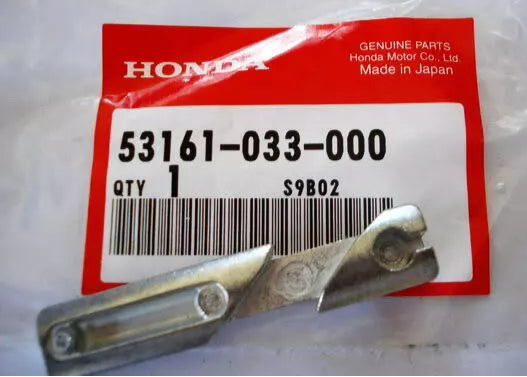 GENUINE PARTS
Honda Motor Co., Ltd.
Made in Japan
HONDA
53161-033-000
QTY 1 S9B02